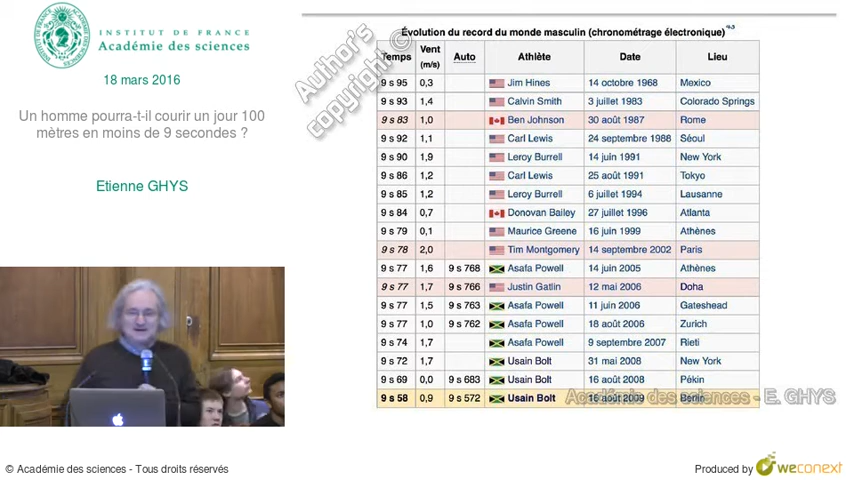 INSTITUT DE FRANCE
Académie des sciences
18 mars 2016
Un homme pourra-t-il courir un jour 100
mètres en moins de 9 secondes ?
Etienne GHYS
Author's
copyright ©
Évolution du record du monde masculin (chronométrage électronique)
Temps Vent (m/s) Auto Athlète Date Lieu
9 s 95 0,3 Jim Hines 14 octobre 1968 Mexico
9 s 93 1,4 Calvin Smith 3 juillet 1983 Colorado Springs
9 s 83 1,0 Ben Johnson 30 août 1987 Rome
9 s 92 1,1 Carl Lewis 24 septembre 1988 Séoul
9 s 90 1,9 Leroy Burrell 14 juin 1991 New York
9 s 86 1,2 Carl Lewis 25 août 1991 Tokyo
9 s 85 1,2 Leroy Burrell 6 juillet 1994 Lausanne
9 s 84 0,7 Donovan Bailey 27 juillet 1996 Atlanta
9 s 79 0,1 Maurice Greene 16 juin 1999 Athènes
9 s 78 2,0 Tim Montgomery 14 septembre 2002 Paris
9 s 77 1,6 9 s 768 Asafa Powell 14 juin 2005 Athènes
9 s 77 1,7 9 s 766 Justin Gatlin 12 mai 2006 Doha
9 s 77 1,5 9 s 763 Asafa Powell 11 juin 2006 Gateshead
9 s 77 1,0 9 s 762 Asafa Powell 18 août 2006 Zurich
9 s 74 1,7 Asafa Powell 9 septembre 2007 Rieti
9 s 72 1,7 Usain Bolt 31 mai 2008 New York
9 s 69 0,0 9 s 683 Usain Bolt 16 août 2008 Pékin
9 s 58 0,9 9 s 572 Usain Bolt 16 août 2009 Berlin
Académie des sciences - E. GHYS
© Académie des sciences - Tous droits réservés
Produced by weconext